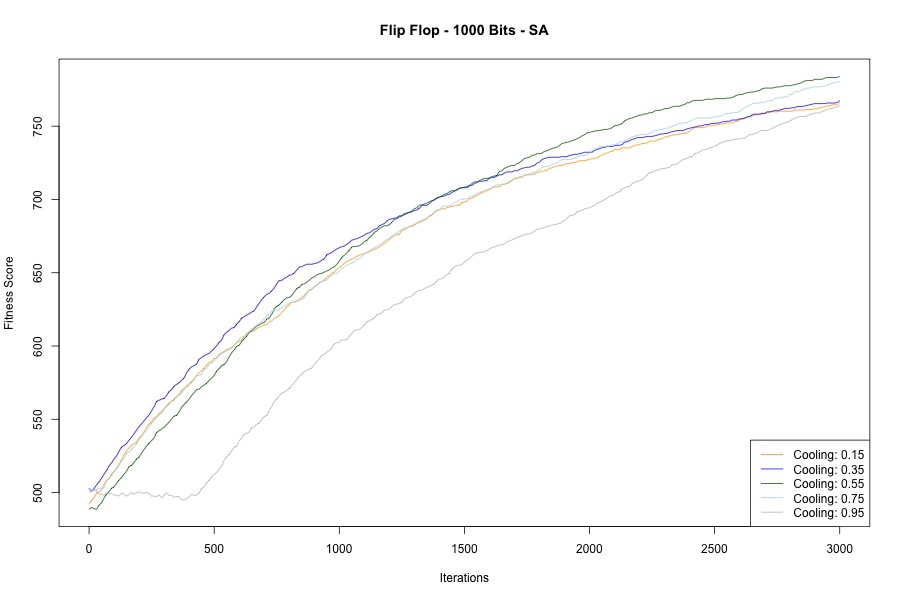 Flip Flop - 1000 Bits - SA
Fitness Score
750
700
650
600
550
500
Cooling: 0.15
Cooling: 0.35
Cooling: 0.55
Cooling: 0.75
Cooling: 0.95
0 500 1000 1500 2000 2500 3000
Iterations